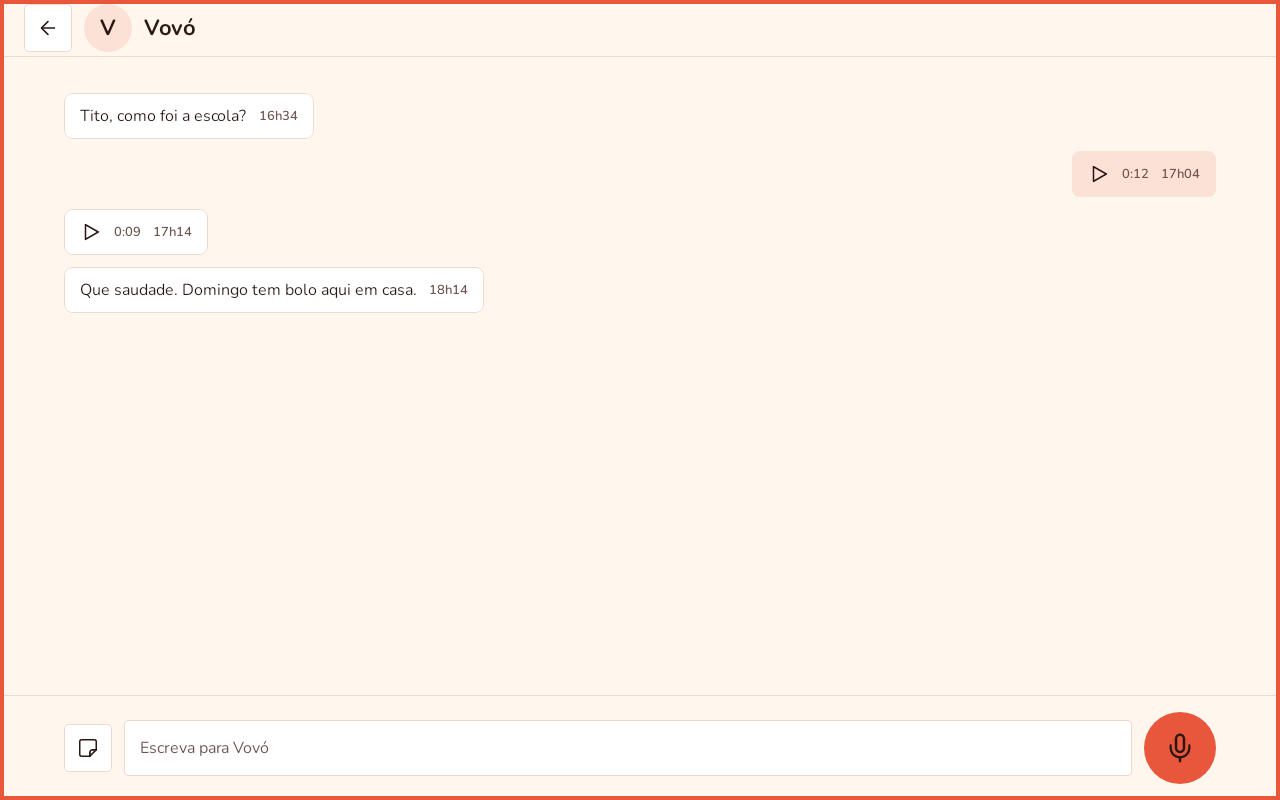 V Vovó
Tito, como foi a escola? 16h34
0:12 17h04
0:09 17h14
Que saudade. Domingo tem bolo aqui em casa. 18h14
Escreva para Vovó